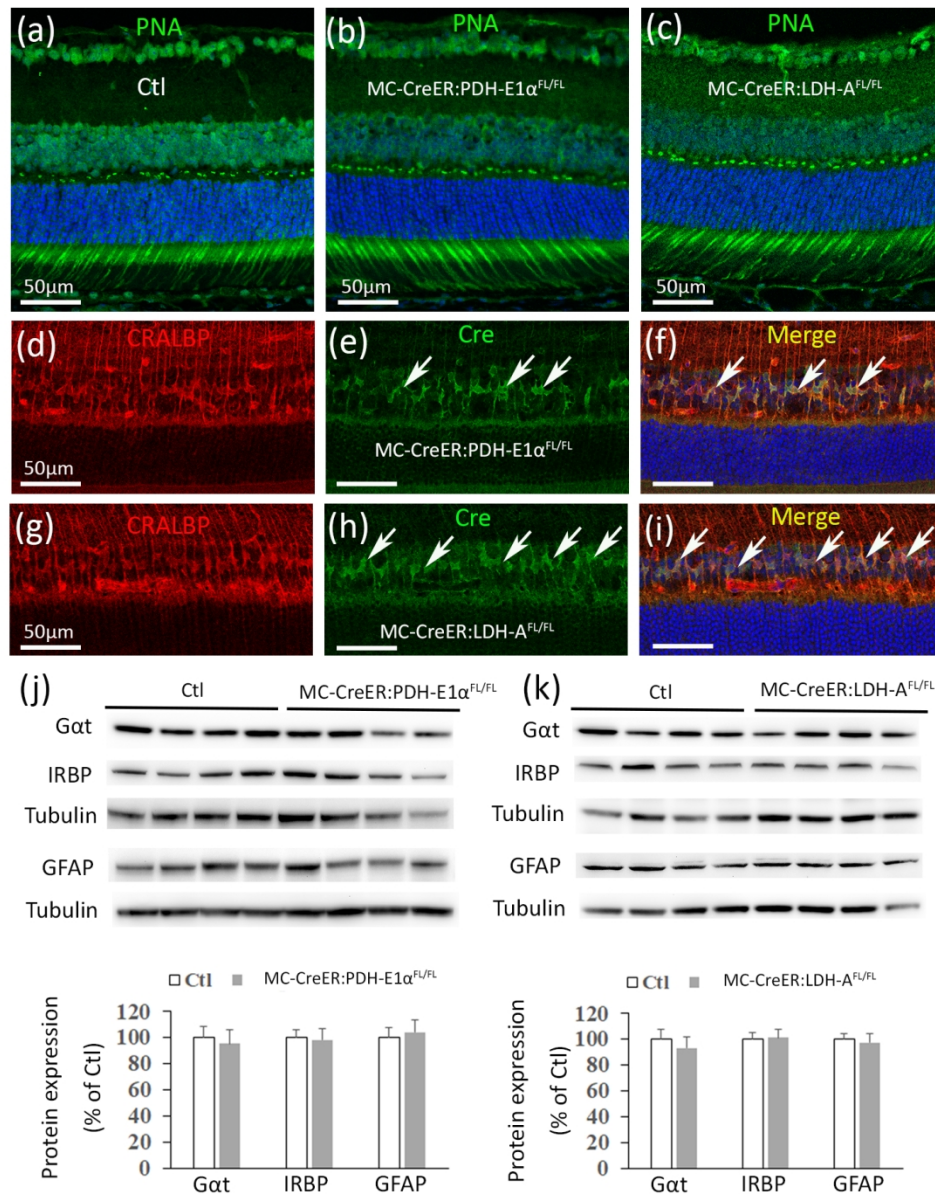 (a) PNA
Ctl
50μm
(b) PNA
MC-CreER:PDH-E1α^FL/FL
50μm
(c) PNA
MC-CreER:LDH-A^FL/FL
50μm
(d) CRALBP
50μm
(e) Cre
MC-CreER:PDH-E1α^FL/FL
(f) Merge
(g) CRALBP
50μm
(h) Cre
MC-CreER:LDH-A^FL/FL
(i) Merge
(j) Ctl MC-CreER:PDH-E1α^FL/FL
Gαt
IRBP
Tubulin
GFAP
Tubulin
(k) Ctl MC-CreER:LDH-A^FL/FL
Gαt
IRBP
Tubulin
GFAP
Tubulin
Ctl MC-CreER:PDH-E1α^FL/FL
Protein expression
(% of Ctl)
120
100
80
60
40
20
0
Gαt IRBP GFAP
Ctl MC-CreER:LDH-A^FL/FL
Protein expression
(% of Ctl)
120
100
80
60
40
20
0
Gαt IRBP GFAP